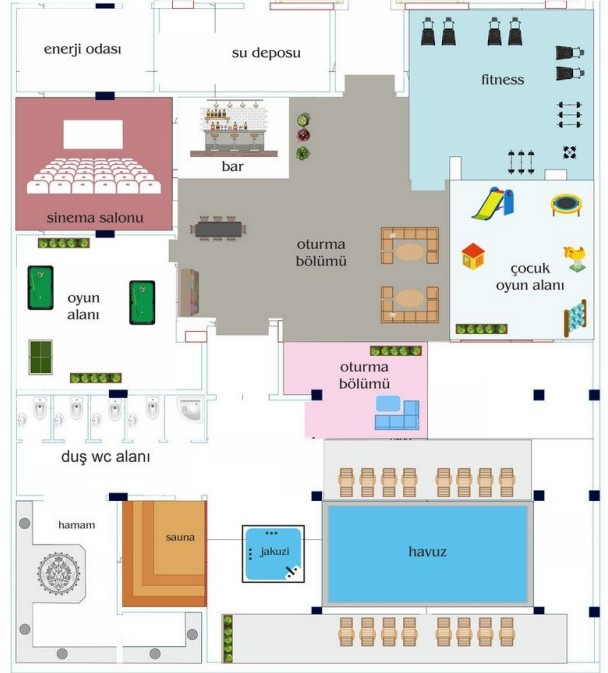 enerji odası
su deposu
fitness
bar
sinema salonu
oturma
bölümü
çocuk
oyun alanı
oyun
alanı
oturma
bölümü
duş wc alanı
hamam
sauna
jakuzi
havuz